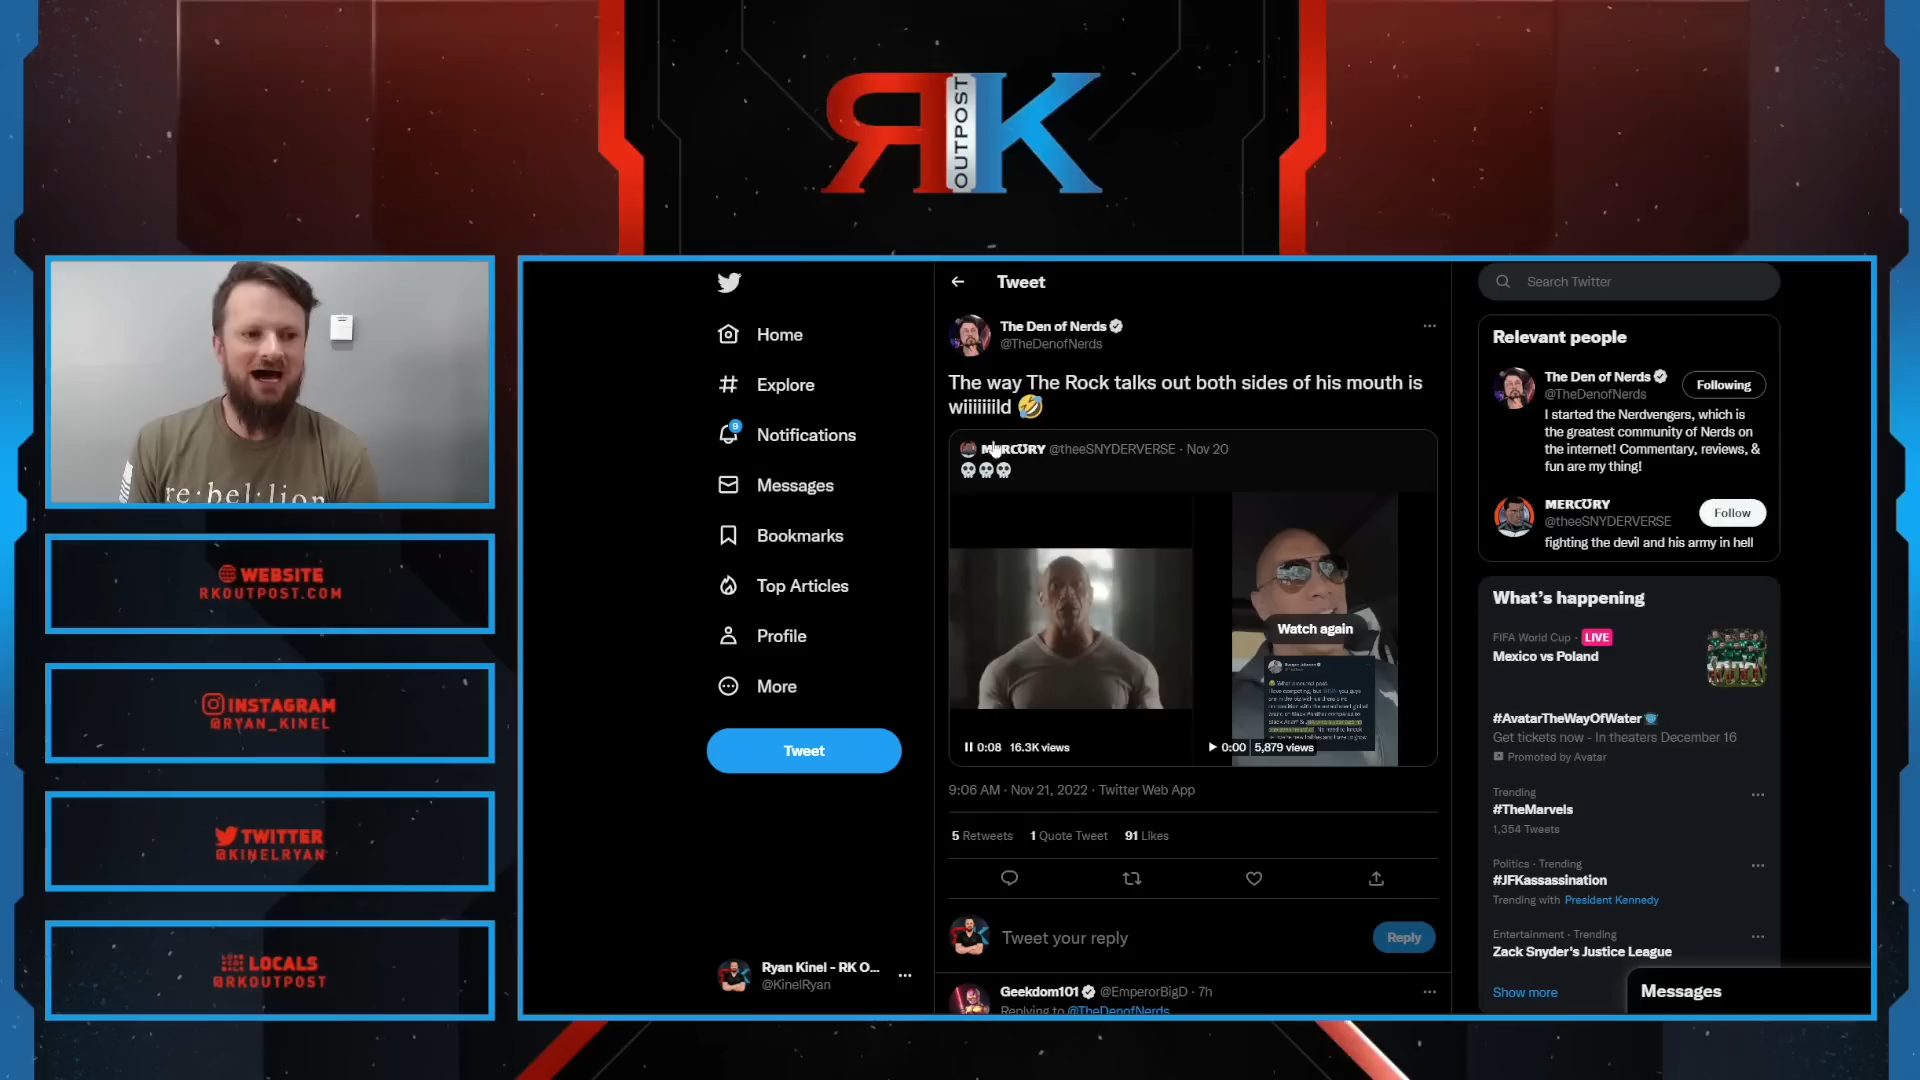 RK
OUTPOST
re·bel·lion
WEBSITE
RKOUTPOST.COM
INSTAGRAM
@RYAN_KINEL
TWITTER
@KINELRYAN
LOCALS
@RKOUTPOST
Home
Explore
9
Notifications
Messages
Bookmarks
Top Articles
Profile
More
Tweet
Ryan Kinel - RK O...
@KinelRyan
Tweet
The Den of Nerds
@TheDenofNerds
The way The Rock talks out both sides of his mouth is
wiiiiiiild 🤣
MERCURY @theeSNYDERVERSE · Nov 20
💀💀💀
Watch again
0:08 16.3K views
0:00 5,879 views
9:06 AM · Nov 21, 2022 · Twitter Web App
5 Retweets 1 Quote Tweet 91 Likes
Tweet your reply
Reply
Geekdom101 @EmperorBigD · 7h
Replying to @TheDenofNerds
Search Twitter
Relevant people
The Den of Nerds
@TheDenofNerds
Following
I started the Nerdvengers, which is
the greatest community of Nerds on
the internet! Commentary, reviews, &
fun are my thing!
MERCURY
@theeSNYDERVERSE
Follow
fighting the devil and his army in hell
What's happening
FIFA World Cup · LIVE
Mexico vs Poland
#AvatarTheWayOfWater
Get tickets now - In theaters December 16
Promoted by Avatar
Trending
#TheMarvels
1,354 Tweets
Politics · Trending
#JFKassassination
Trending with President Kennedy
Entertainment · Trending
Zack Snyder's Justice League
Show more
Messages